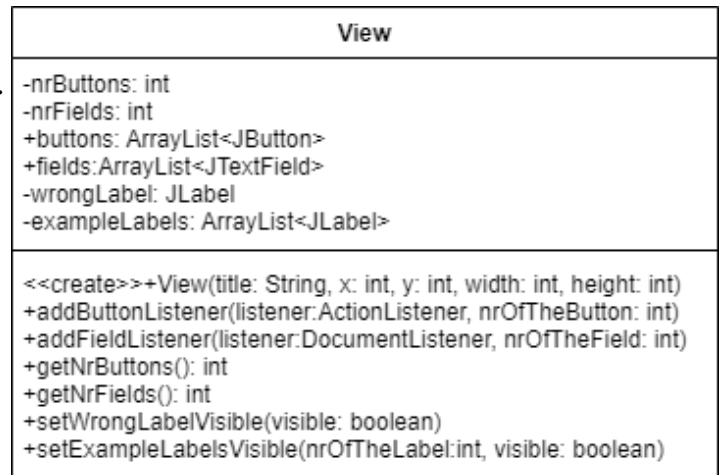 View
-nrButtons: int
-nrFields: int
+buttons: ArrayList<JButton>
+fields:ArrayList<JTextField>
-wrongLabel: JLabel
-exampleLabels: ArrayList<JLabel>
<<create>>+View(title: String, x: int, y: int, width: int, height: int)
+addButtonListener(listener:ActionListener, nrOfTheButton: int)
+addFieldListener(listener:DocumentListener, nrOfTheField: int)
+getNrButtons(): int
+getNrFields(): int
+setWrongLabelVisible(visible: boolean)
+setExampleLabelsVisible(nrOfTheLabel:int, visible: boolean)